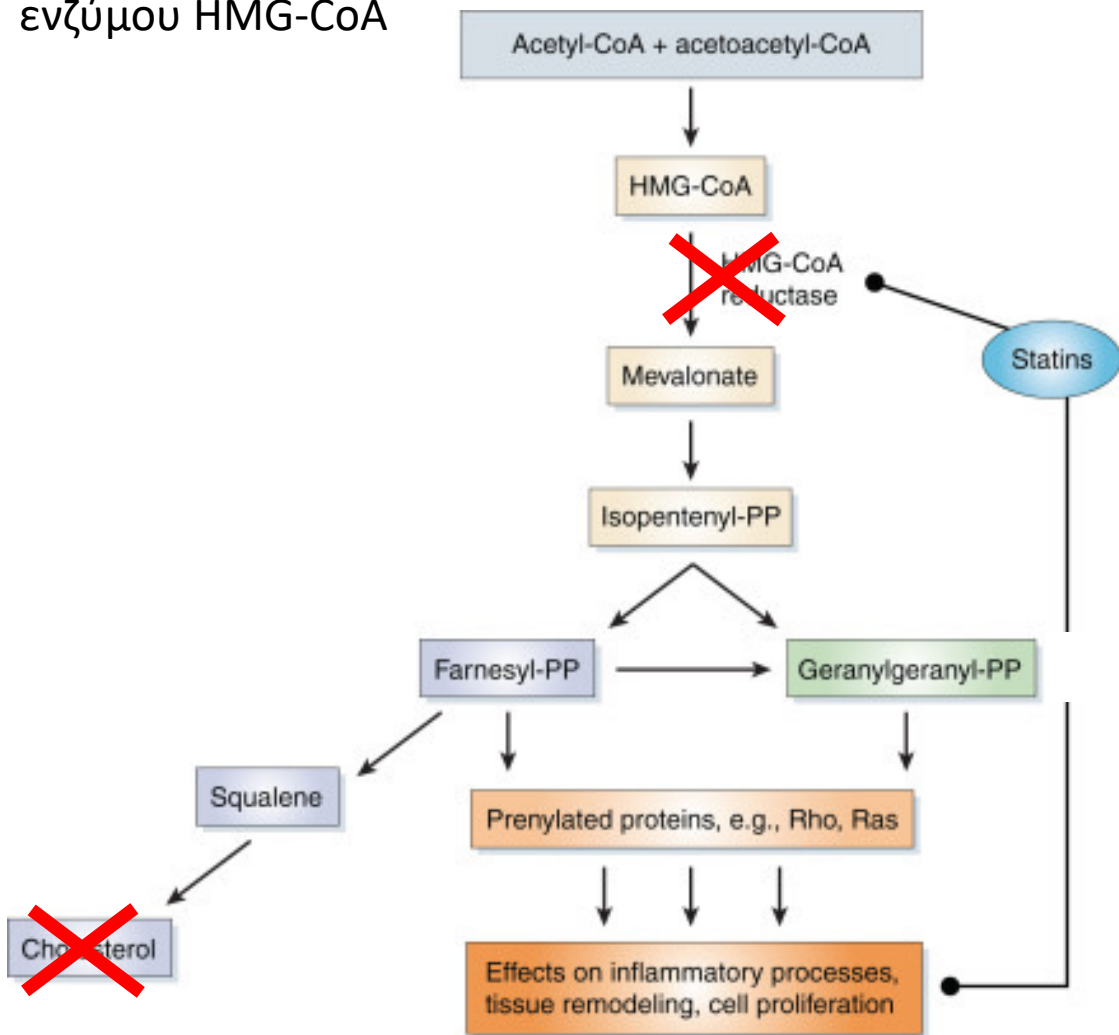 ενζύμου HMG-CoA
Acetyl-CoA + acetoacetyl-CoA
HMG-CoA
HMG-CoA
reductase
Statins
Mevalonate
Isopentenyl-PP
Farnesyl-PP
Geranylgeranyl-PP
Squalene
Prenylated proteins, e.g., Rho, Ras
Cholesterol
Effects on inflammatory processes,
tissue remodeling, cell proliferation